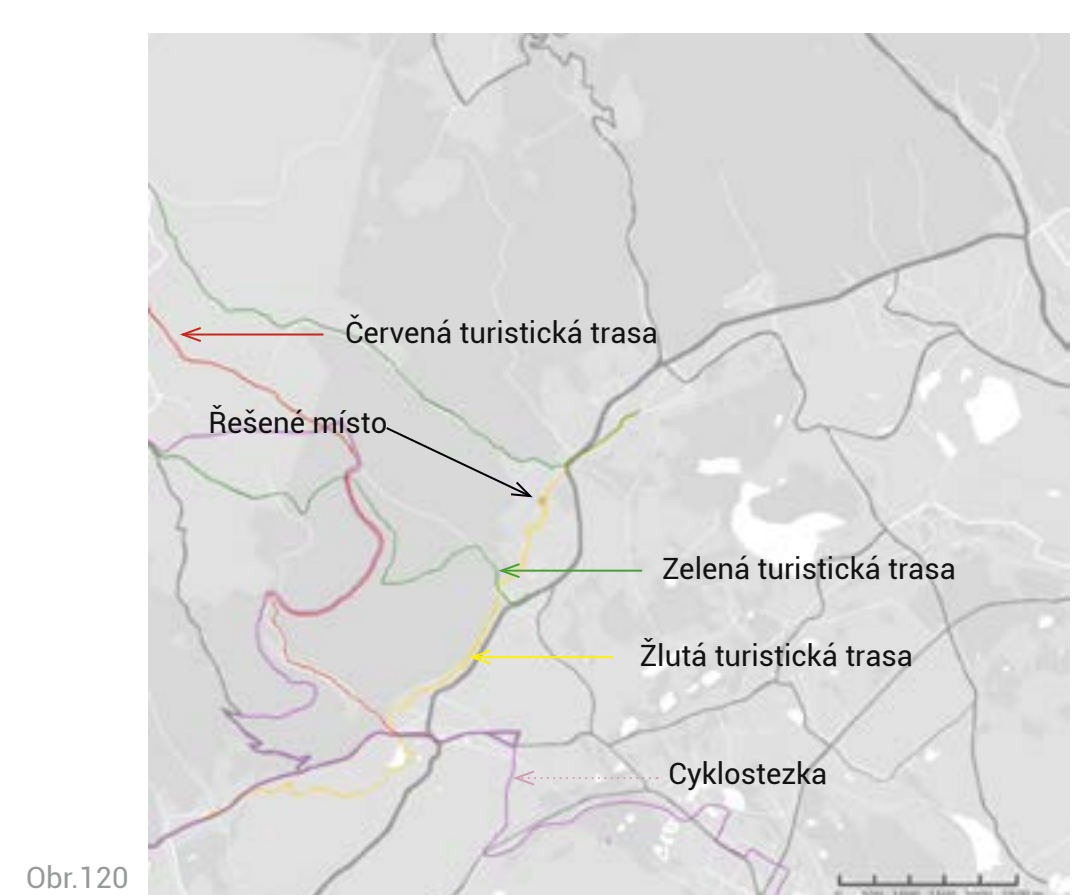 Červená turistická trasa
Řešené místo
Zelená turistická trasa
Žlutá turistická trasa
Cyklostezka
Obr.120